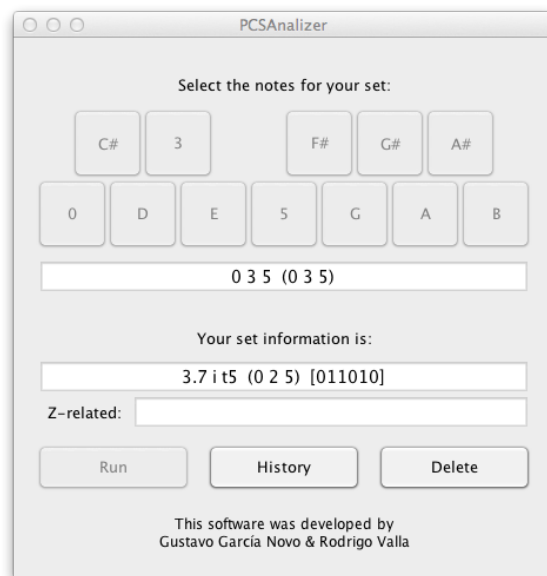 PCSAnalizer
Select the notes for your set:
C# 3 F# G# A#
0 D E 5 G A B
0 3 5 (0 3 5)
Your set information is:
3.7 i t5 (0 2 5) [011010]
Z-related:
Run History Delete
This software was developed by
Gustavo García Novo & Rodrigo Valla